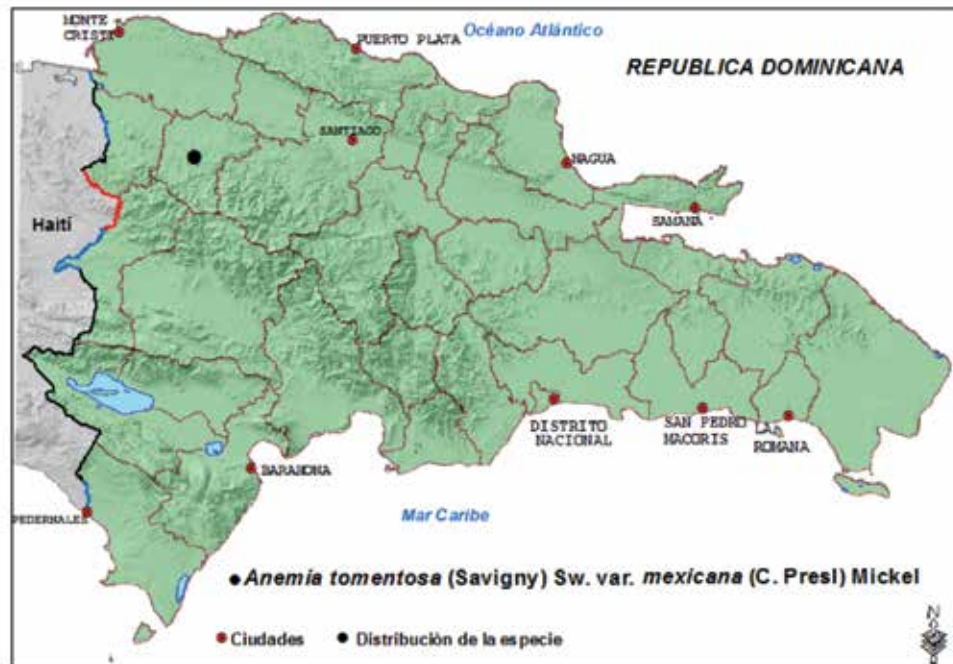 MONTE
CRISTI
PUERTO PLATA
Océano Atlántico
REPUBLICA DOMINICANA
SANTIAGO
NAGUA
SAMANA
Haití
DISTRITO
NACIONAL
SAN PEDRO
MACORIS
LA
ROMANA
BARAHONA
PEDERNALES
Mar Caribe
Anemia tomentosa (Savigny) Sw. var. mexicana (C. Presl) Mickel
Ciudades
Distribución de la especie
N